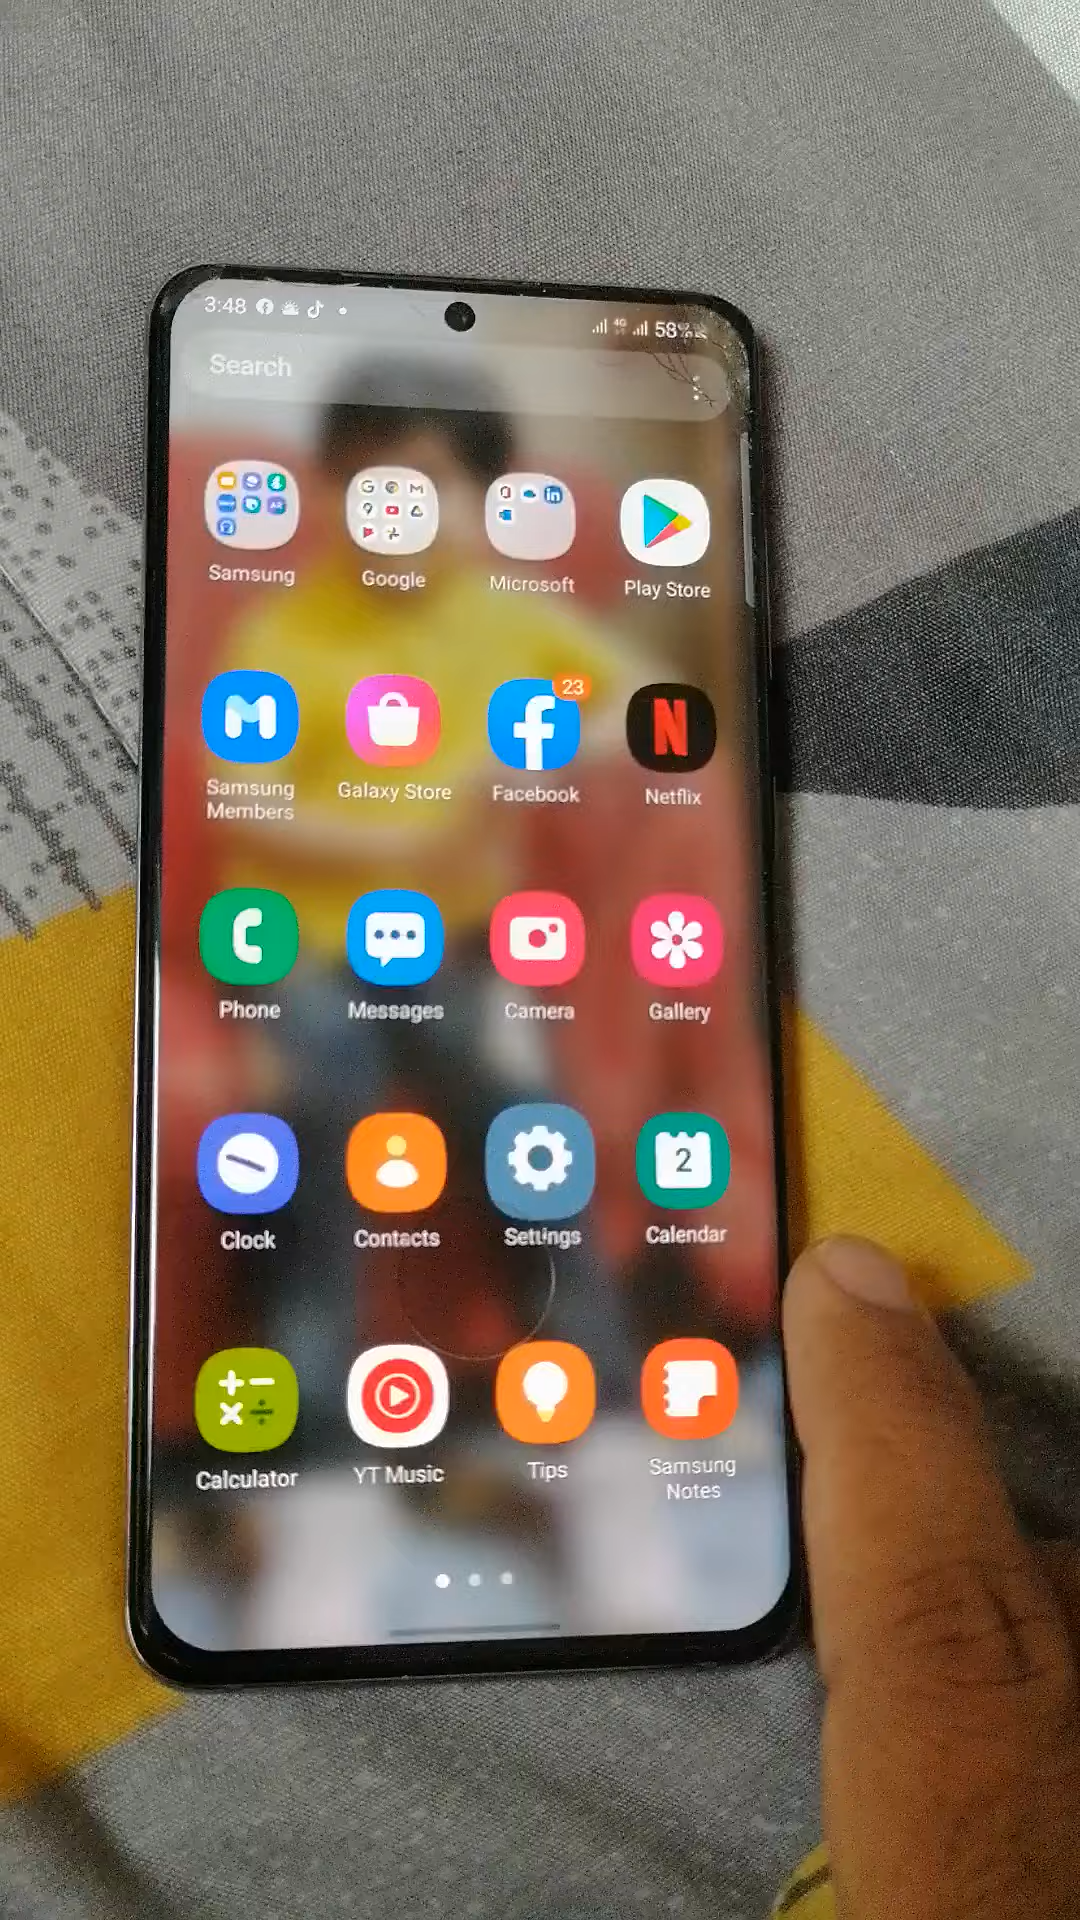 3:48 58%
Search
Samsung Google Microsoft Play Store
23
Samsung Members Galaxy Store Facebook Netflix
Phone Messages Camera Gallery
2
Clock Contacts Settings Calendar
Calculator YT Music Tips Samsung Notes